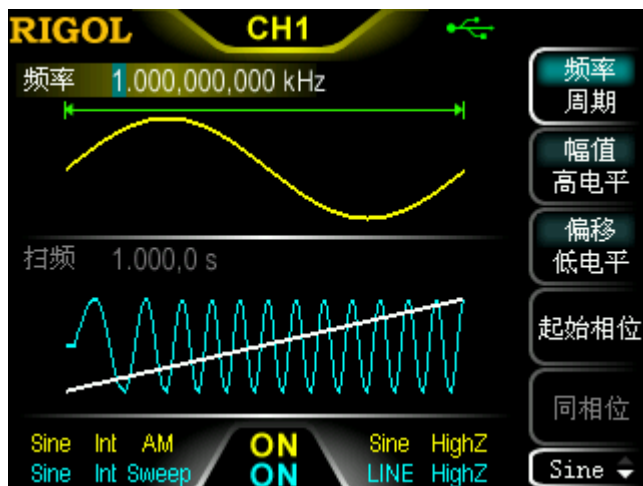 RIGOL CH1
频率 1.000,000,000 kHz
扫频 1.000,0 s
频率
周期
幅值
高电平
偏移
低电平
起始相位
同相位
Sine
Sine Int AM ON Sine HighZ
Sine Int Sweep ON LINE HighZ